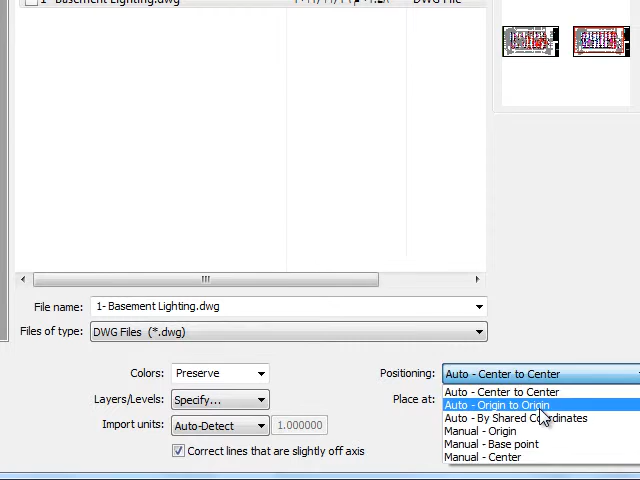 1- Basement Lighting.dwg DWG File
File name: 1- Basement Lighting.dwg
Files of type: DWG Files (*.dwg)
Colors: Preserve Positioning: Auto - Center to Center
Layers/Levels: Specify... Place at:
Import units: Auto-Detect 1.000000
Correct lines that are slightly off axis
Auto - Center to Center
Auto - Origin to Origin
Auto - By Shared Coordinates
Manual - Origin
Manual - Base point
Manual - Center